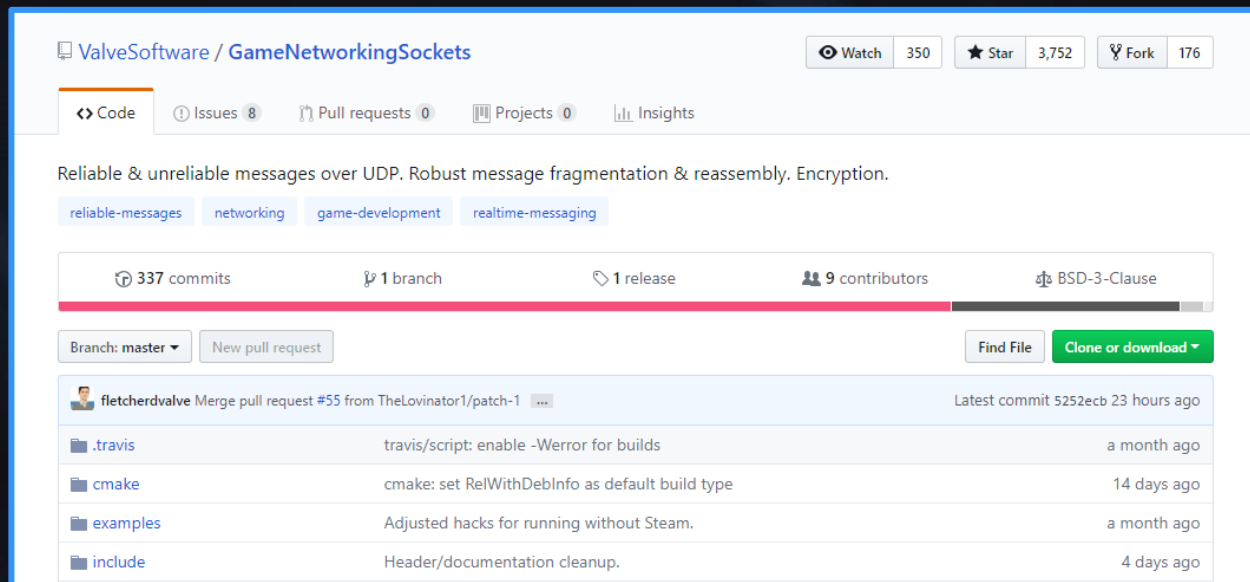 ValveSoftware / GameNetworkingSockets
Watch 350 Star 3,752 Fork 176
Code Issues 8 Pull requests 0 Projects 0 Insights
Reliable & unreliable messages over UDP. Robust message fragmentation & reassembly. Encryption.
reliable-messages networking game-development realtime-messaging
337 commits 1 branch 1 release 9 contributors BSD-3-Clause
Branch: master New pull request Find File Clone or download
fletcherdvalve Merge pull request #55 from TheLovinator1/patch-1 ... Latest commit 5252ecb 23 hours ago
.travis travis/script: enable -Werror for builds a month ago
cmake cmake: set RelWithDebInfo as default build type 14 days ago
examples Adjusted hacks for running without Steam. a month ago
include Header/documentation cleanup. 4 days ago